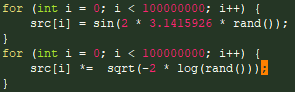 for (int i = 0; i < 100000000; i++) {
    src[i] = sin(2 * 3.1415926 * rand());
}
for (int i = 0; i < 100000000; i++) {
    src[i] *=  sqrt(-2 * log(rand()));
}